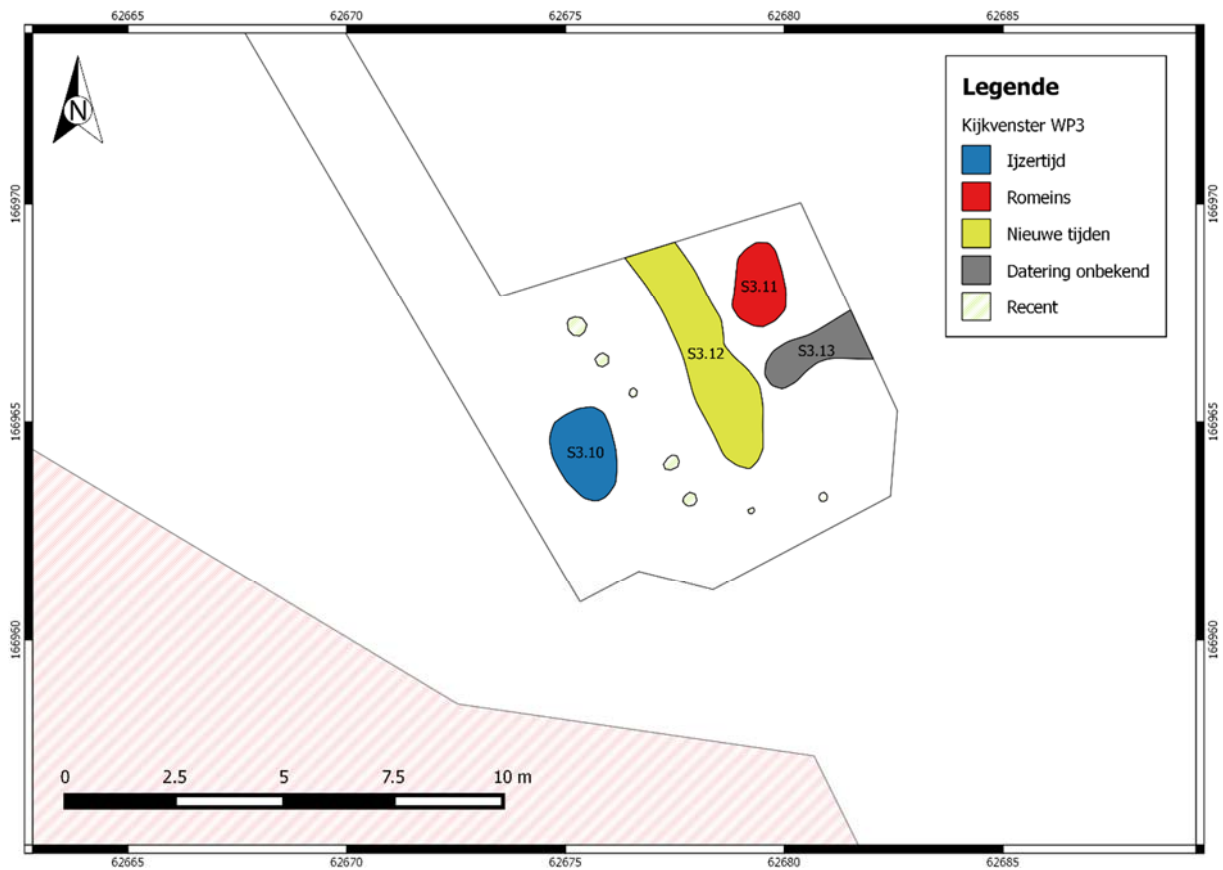 62665 62670 62675 62680 62685
N
Legende
Kijkvenster WP3
Ijzertijd
Romeins
Nieuwe tijden
Datering onbekend
Recent
166970 166970
S3.11
S3.12 S3.13
166965 166965
S3.10
166960 166960
0 2.5 5 7.5 10 m
62665 62670 62675 62680 62685